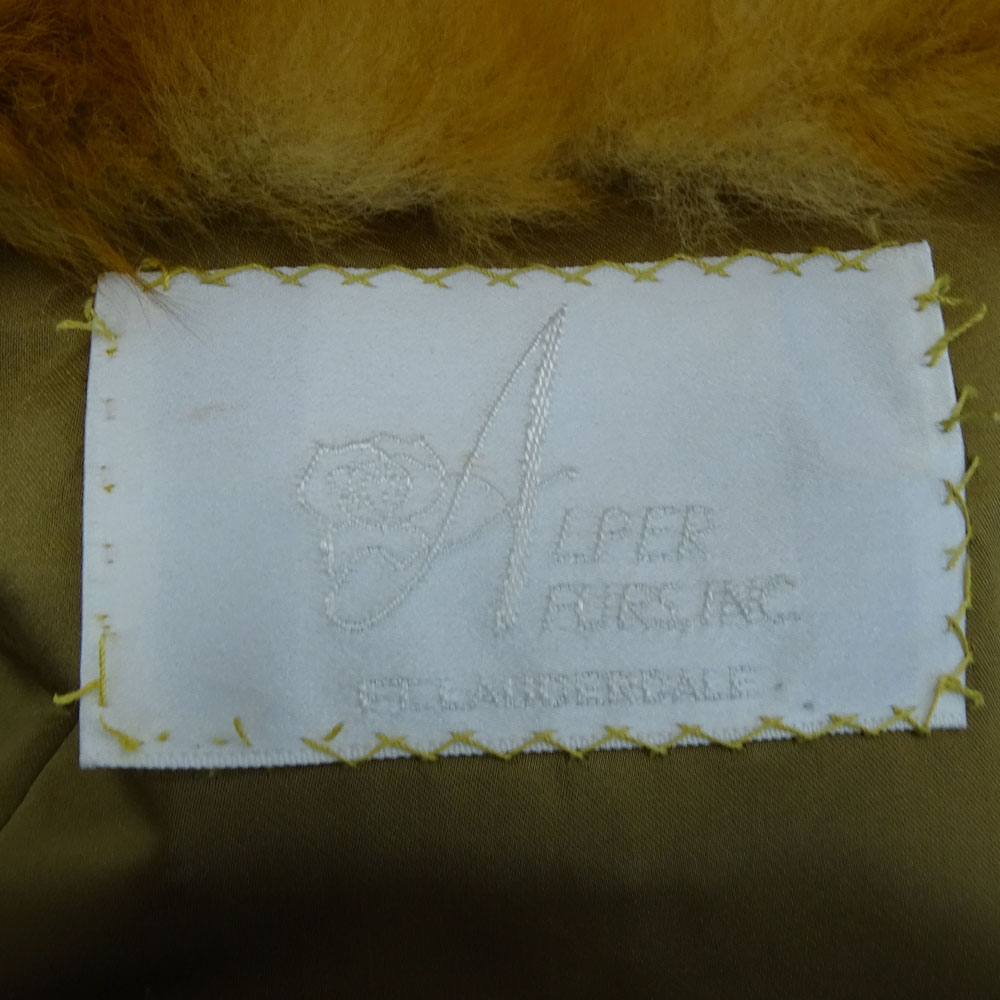 ALPER
FURS, INC.
FT. LAUDERDALE